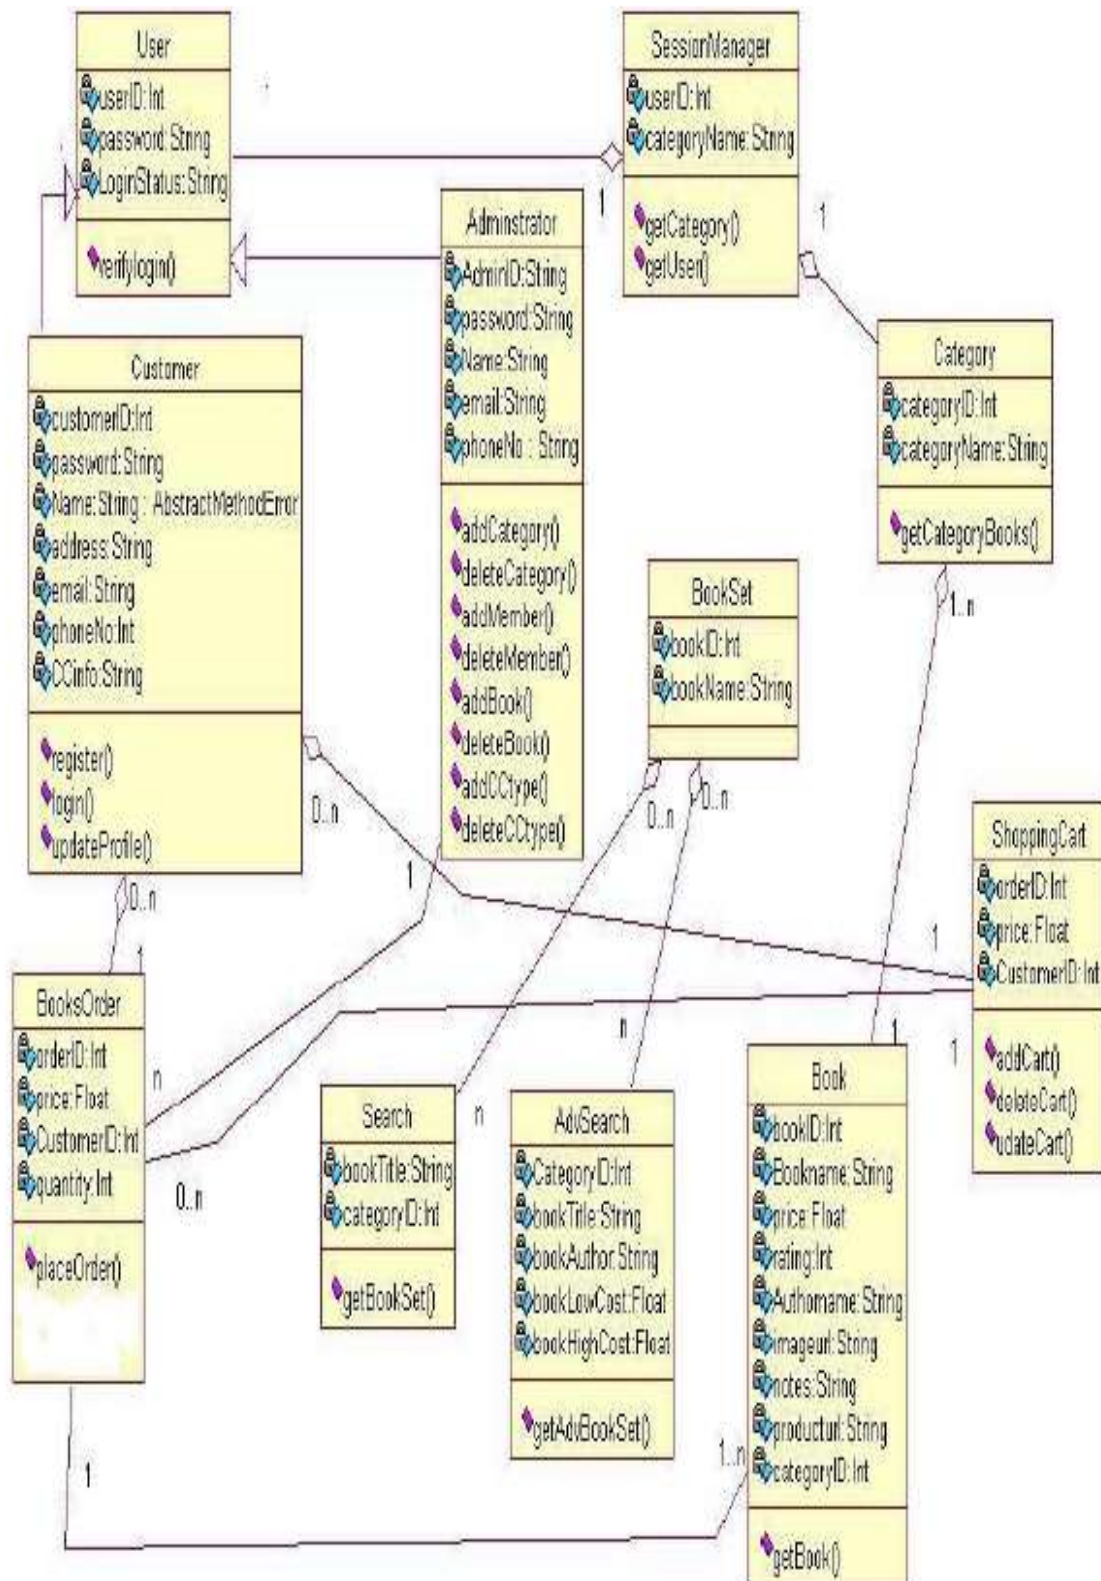 User
userID:Int
password:String
LoginStatus:String
verifylogin()
SessionManager
userID:Int
categoryName:String
getCategory()
getUser()
1
1
Adminstrator
AdminID:String
password:String
Name:String
email:String
phoneNo : String
addCategory()
deleteCategory()
addMember()
deleteMember()
addBook()
deleteBook()
addCCtype()
deleteCCtype()
Customer
customerID:Int
password:String
Name:String : AbstractMethodError
address:String
email:String
phoneNo:Int
CCinfo:String
register()
login()
updateProfile()
Category
categoryID:Int
categoryName:String
getCategoryBooks()
1..n
BookSet
bookID:Int
bookName:String
0..n
0..n
0..n
1
0..n
1
ShoppingCart
orderID:Int
price:Float
CustomerID:Int
addCart()
deleteCart()
udateCart()
1
1
1
BooksOrder
orderID:Int
price:Float
CustomerID:Int
quantity:Int
placeOrder()
n
0..n
n
n
Search
bookTitle:String
categoryID:Int
getBookSet()
AdvSearch
CategoryID:Int
bookTitle:String
bookAuthor:String
bookLowCost:Float
bookHighCost:Float
getAdvBookSet()
Book
bookID:Int
Bookname:String
price:Float
rating:Int
Authorname:String
imageurl:String
notes:String
producturl:String
categoryID:Int
getBook()
1
1..n